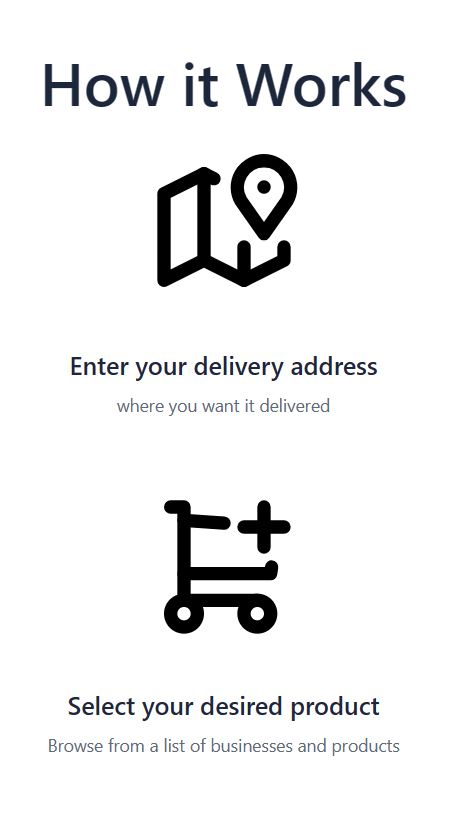 How it Works
Enter your delivery address
where you want it delivered
Select your desired product
Browse from a list of businesses and products